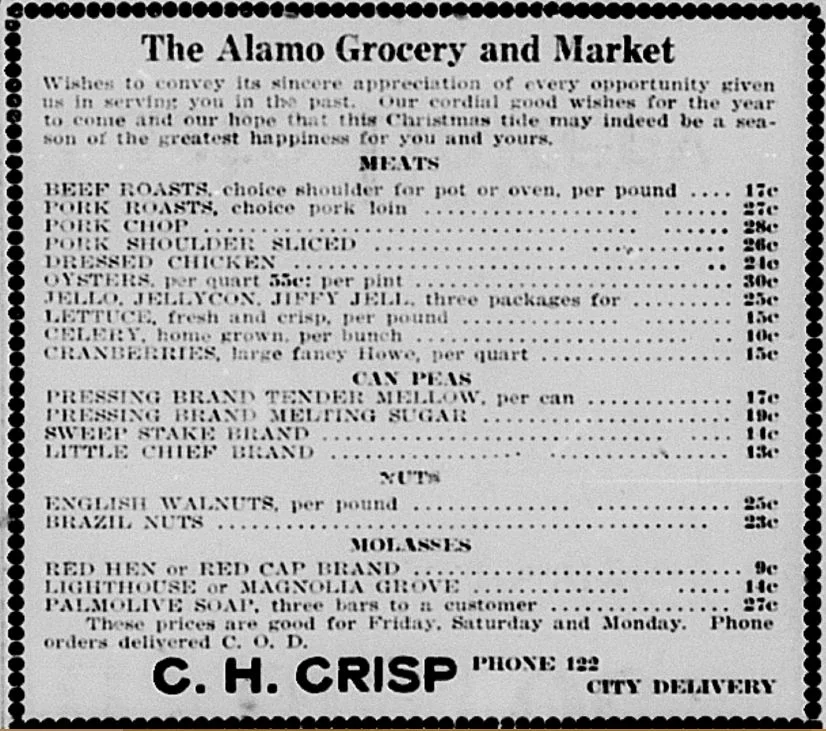 The Alamo Grocery and Market
Wishes to convey its sincere appreciation of every opportunity given
us in serving you in the past. Our cordial good wishes for the year
to come and our hope that this Christmas tide may indeed be a sea-
son of the greatest happiness for you and yours.
MEATS
BEEF ROASTS, choice shoulder for pot or oven, per pound .... 17c
PORK ROASTS, choice pork loin .......................... ...... 27c
PORK CHOP ............................................. ...... 28c
PORK SHOULDER SLICED .................... ............ 26c
DRESSED CHICKEN ........................................ .. 24c
OYSTERS, per quart 55c; per pint ............................... 30c
JELLO, JELLYCON, JIFFY JELL, three packages for ......... 25c
LETTUCE, fresh and crisp, per pound ......................... 15c
CELERY, home grown, per bunch ........................... .. 10c
CRANBERRIES, large fancy Howe, per quart ................. 15c
CAN PEAS
PRESSING BRAND TENDER MELLOW, per can ............. 17c
PRESSING BRAND MELTING SUGAR ....................... 19c
SWEEP STAKE BRAND .................................. .... 14c
LITTLE CHIEF BRAND .................. ................... 13c
NUTS
ENGLISH WALNUTS, per pound ............... ............ 25c
BRAZIL NUTS ............................................... 23c
MOLASSES
RED HEN or RED CAP BRAND ............................... 9c
LIGHTHOUSE or MAGNOLIA GROVE ............... ...... 14c
PALMOLIVE SOAP, three bars to a customer ................. 27c
These prices are good for Friday, Saturday and Monday. Phone
orders delivered C. O. D.
C. H. CRISP PHONE 122
CITY DELIVERY